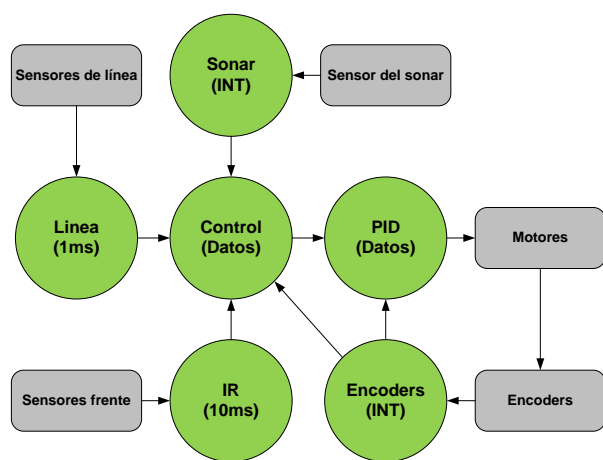 Sensores de línea
Sonar
(INT)
Sensor del sonar
Linea
(1ms)
Control
(Datos)
PID
(Datos)
Motores
Sensores frente
IR
(10ms)
Encoders
(INT)
Encoders